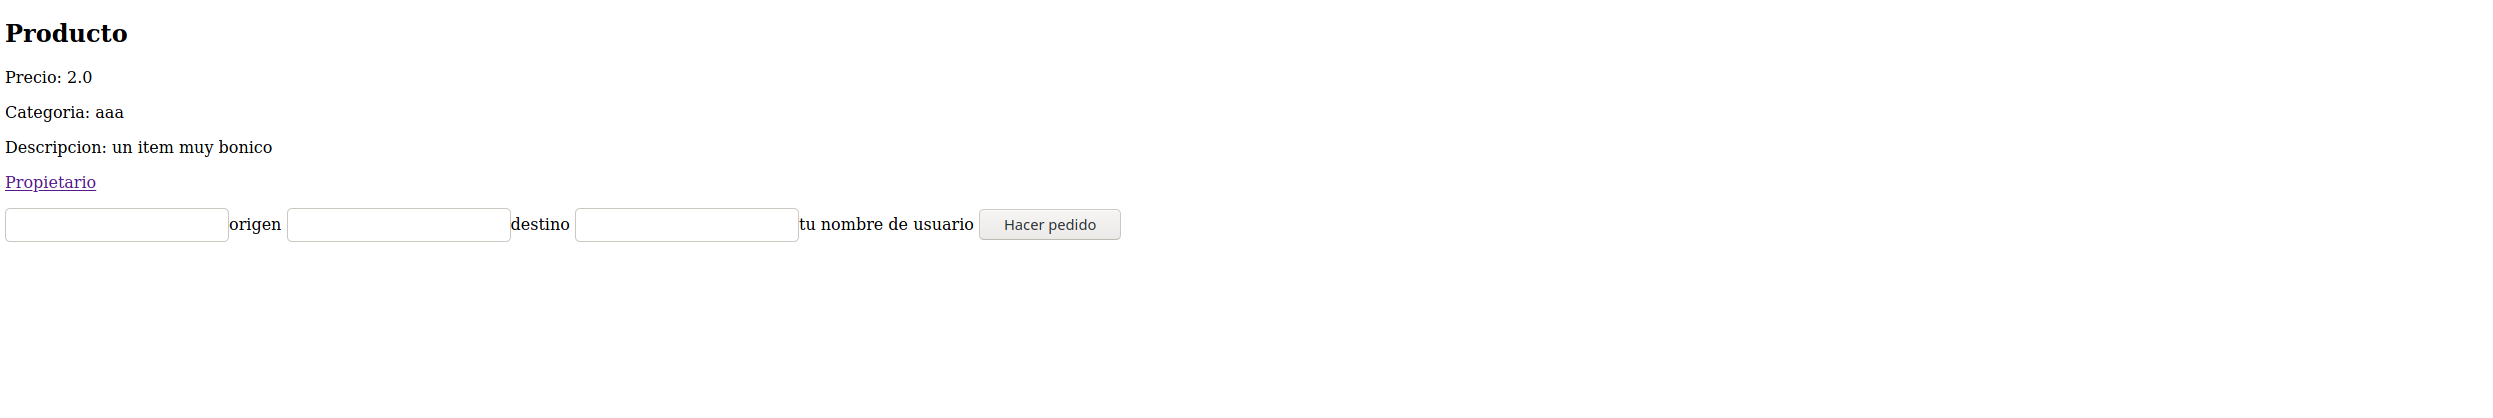 Producto
Precio: 2.0
Categoria: aaa
Descripcion: un item muy bonico
Propietario
origen destino tu nombre de usuario Hacer pedido